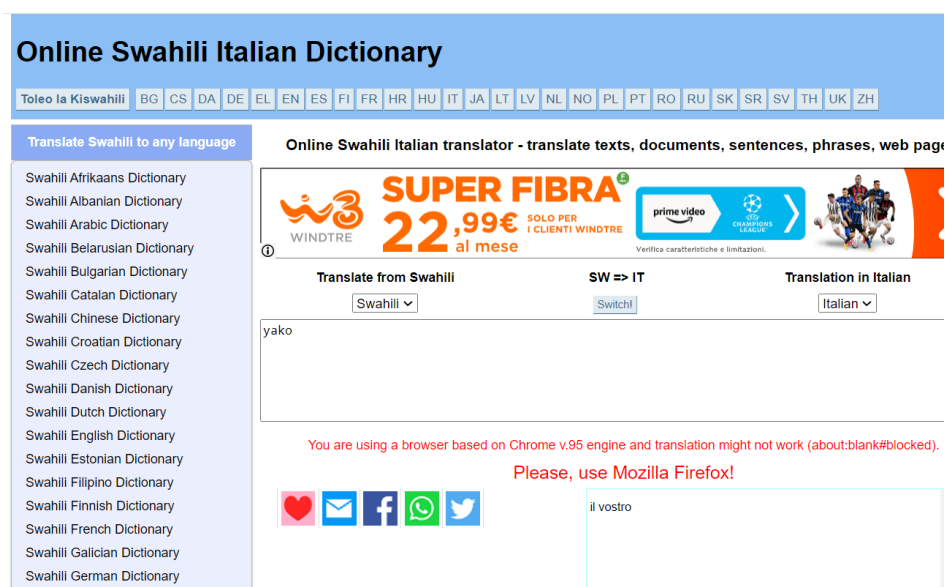 Online Swahili Italian Dictionary
Toleo la Kiswahili BG CS DA DE EL EN ES FI FR HR HU IT JA LT LV NL NO PL PT RO RU SK SR SV TH UK ZH
Translate Swahili to any language
Swahili Afrikaans Dictionary
Swahili Albanian Dictionary
Swahili Arabic Dictionary
Swahili Belarusian Dictionary
Swahili Bulgarian Dictionary
Swahili Catalan Dictionary
Swahili Chinese Dictionary
Swahili Croatian Dictionary
Swahili Czech Dictionary
Swahili Danish Dictionary
Swahili Dutch Dictionary
Swahili English Dictionary
Swahili Estonian Dictionary
Swahili Filipino Dictionary
Swahili Finnish Dictionary
Swahili French Dictionary
Swahili Galician Dictionary
Swahili German Dictionary
Online Swahili Italian translator - translate texts, documents, sentences, phrases, web page
WINDTRE
SUPER FIBRA
22,99€ al mese
SOLO PER
I CLIENTI WINDTRE
prime video
CHAMPIONS
LEAGUE
Verifica caratteristiche e limitazioni.
Translate from Swahili SW => IT Translation in Italian
Swahili Switch! Italian
yako
You are using a browser based on Chrome v.95 engine and translation might not work (about:blank#blocked).
Please, use Mozilla Firefox!
il vostro